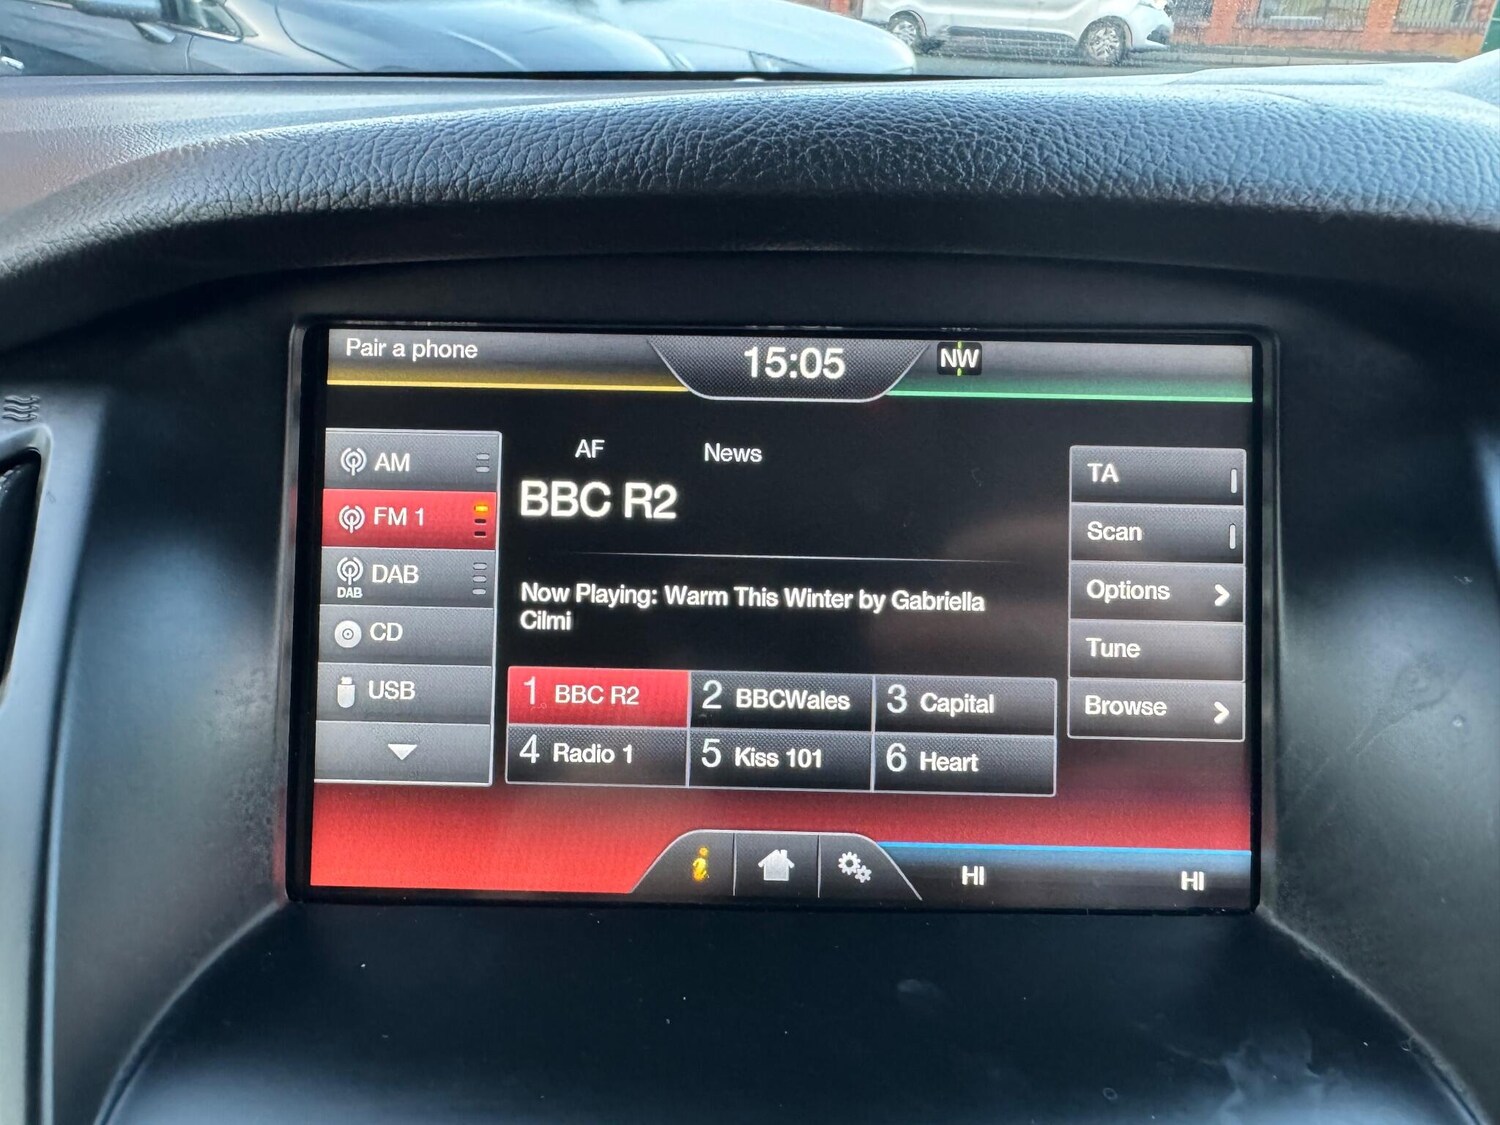 Pair a phone
15:05
NW
AM
FM 1
DAB
DAB
CD
USB
AF News
BBC R2
Now Playing: Warm This Winter by Gabriella
Cilmi
1 BBC R2 2 BBCWales 3 Capital
4 Radio 1 5 Kiss 101 6 Heart
TA
Scan
Options
Tune
Browse
i
HI HI